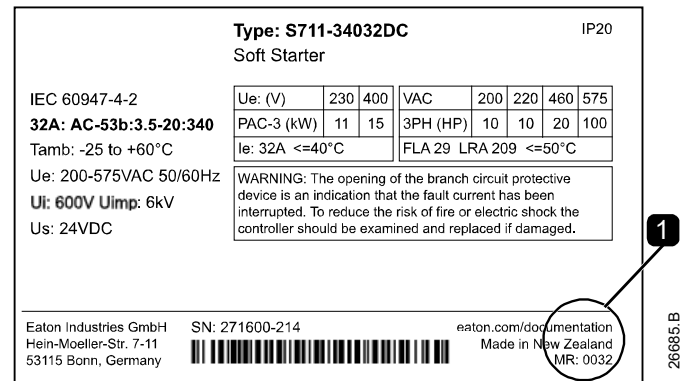 Type: S711-34032DC
IP20
Soft Starter
IEC 60947-4-2
32A: AC-53b:3.5-20:340
Tamb: -25 to +60°C
Ue: 200-575VAC 50/60Hz
Ui: 600V Uimp: 6kV
Us: 24VDC
Ue: (V) 230 400
PAC-3 (kW) 11 15
Ie: 32A <=40°C
VAC 200 220 460 575
3PH (HP) 10 10 20 100
FLA 29 LRA 209 <=50°C
WARNING: The opening of the branch circuit protective
device is an indication that the fault current has been
interrupted. To reduce the risk of fire or electric shock the
controller should be examined and replaced if damaged.
1
Eaton Industries GmbH
Hein-Moeller-Str. 7-11
53115 Bonn, Germany
SN: 271600-214
eaton.com/documentation
Made in New Zealand
MR: 0032
26685.B